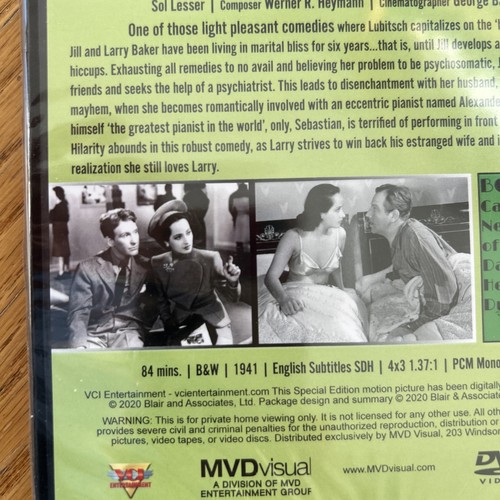 Sol Lesser | Composer Werner R. Heymann | Cinematographer George
One of those light pleasant comedies where Lubitsch capitalizes on the
Jill and Larry Baker have been living in marital bliss for six years...that is, until Jill develops a
hiccups. Exhausting all remedies to no avail and believing her problem to be psychosomatic, J
friends and seeks the help of a psychiatrist. This leads to disenchantment with her husband,
mayhem, when she becomes romantically involved with an eccentric pianist named Alexande
himself 'the greatest pianist in the world', only, Sebastian, is terrified of performing in front
Hilarity abounds in this robust comedy, as Larry strives to win back his estranged wife and i
realization she still loves Larry.
84 mins. | B&W | 1941 | English Subtitles SDH | 4x3 1.37:1 | PCM Mono
VCI Entertainment - vcientertainment.com This Special Edition motion picture has been digitally
© 2020 Blair and Associates, Ltd. Package design and summary © 2020 Blair & Associate
WARNING: This is for private home viewing only. It is not licensed for any other use. All oth
provides severe civil and criminal penalties for the unauthorized reproduction, distribution or
pictures, video tapes, or video discs. Distributed exclusively by MVD Visual, 203 Windsor
VCI
ENTERTAINMENT
MVDvisual
A DIVISION OF MVD
ENTERTAINMENT GROUP
www.MVDvisual.com